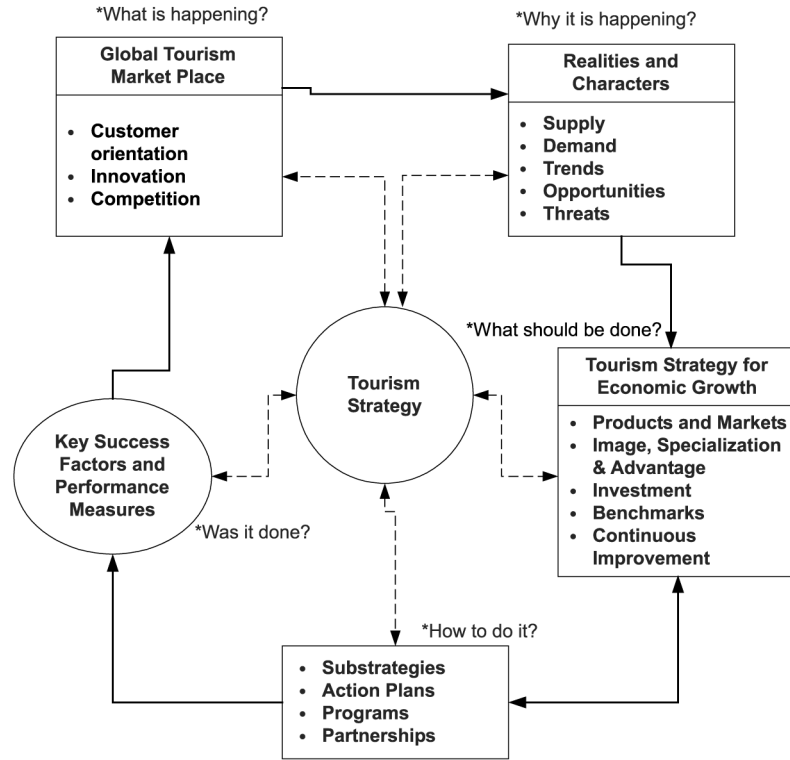 *What is happening?
Global Tourism
Market Place
• Customer
orientation
• Innovation
• Competition
*Why it is happening?
Realities and
Characters
• Supply
• Demand
• Trends
• Opportunities
• Threats
Tourism
Strategy
*What should be done?
Tourism Strategy for
Economic Growth
• Products and Markets
• Image, Specialization
& Advantage
• Investment
• Benchmarks
• Continuous
Improvement
Key Success
Factors and
Performance
Measures
*Was it done?
*How to do it?
• Substrategies
• Action Plans
• Programs
• Partnerships